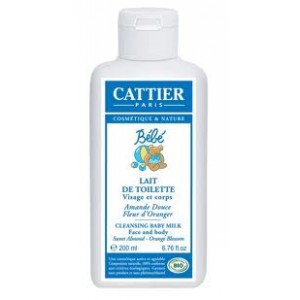 CATTIER
PARIS
COSMÉTIQUE & NATURE
Bébé
LAIT
DE TOILETTE
Visage et corps
Amande Douce
Fleur d'Oranger
CLEANSING BABY MILK
Face and body
Sweet Almond - Orange Blossom
e 200 ml 6.76 fl oz
BIO